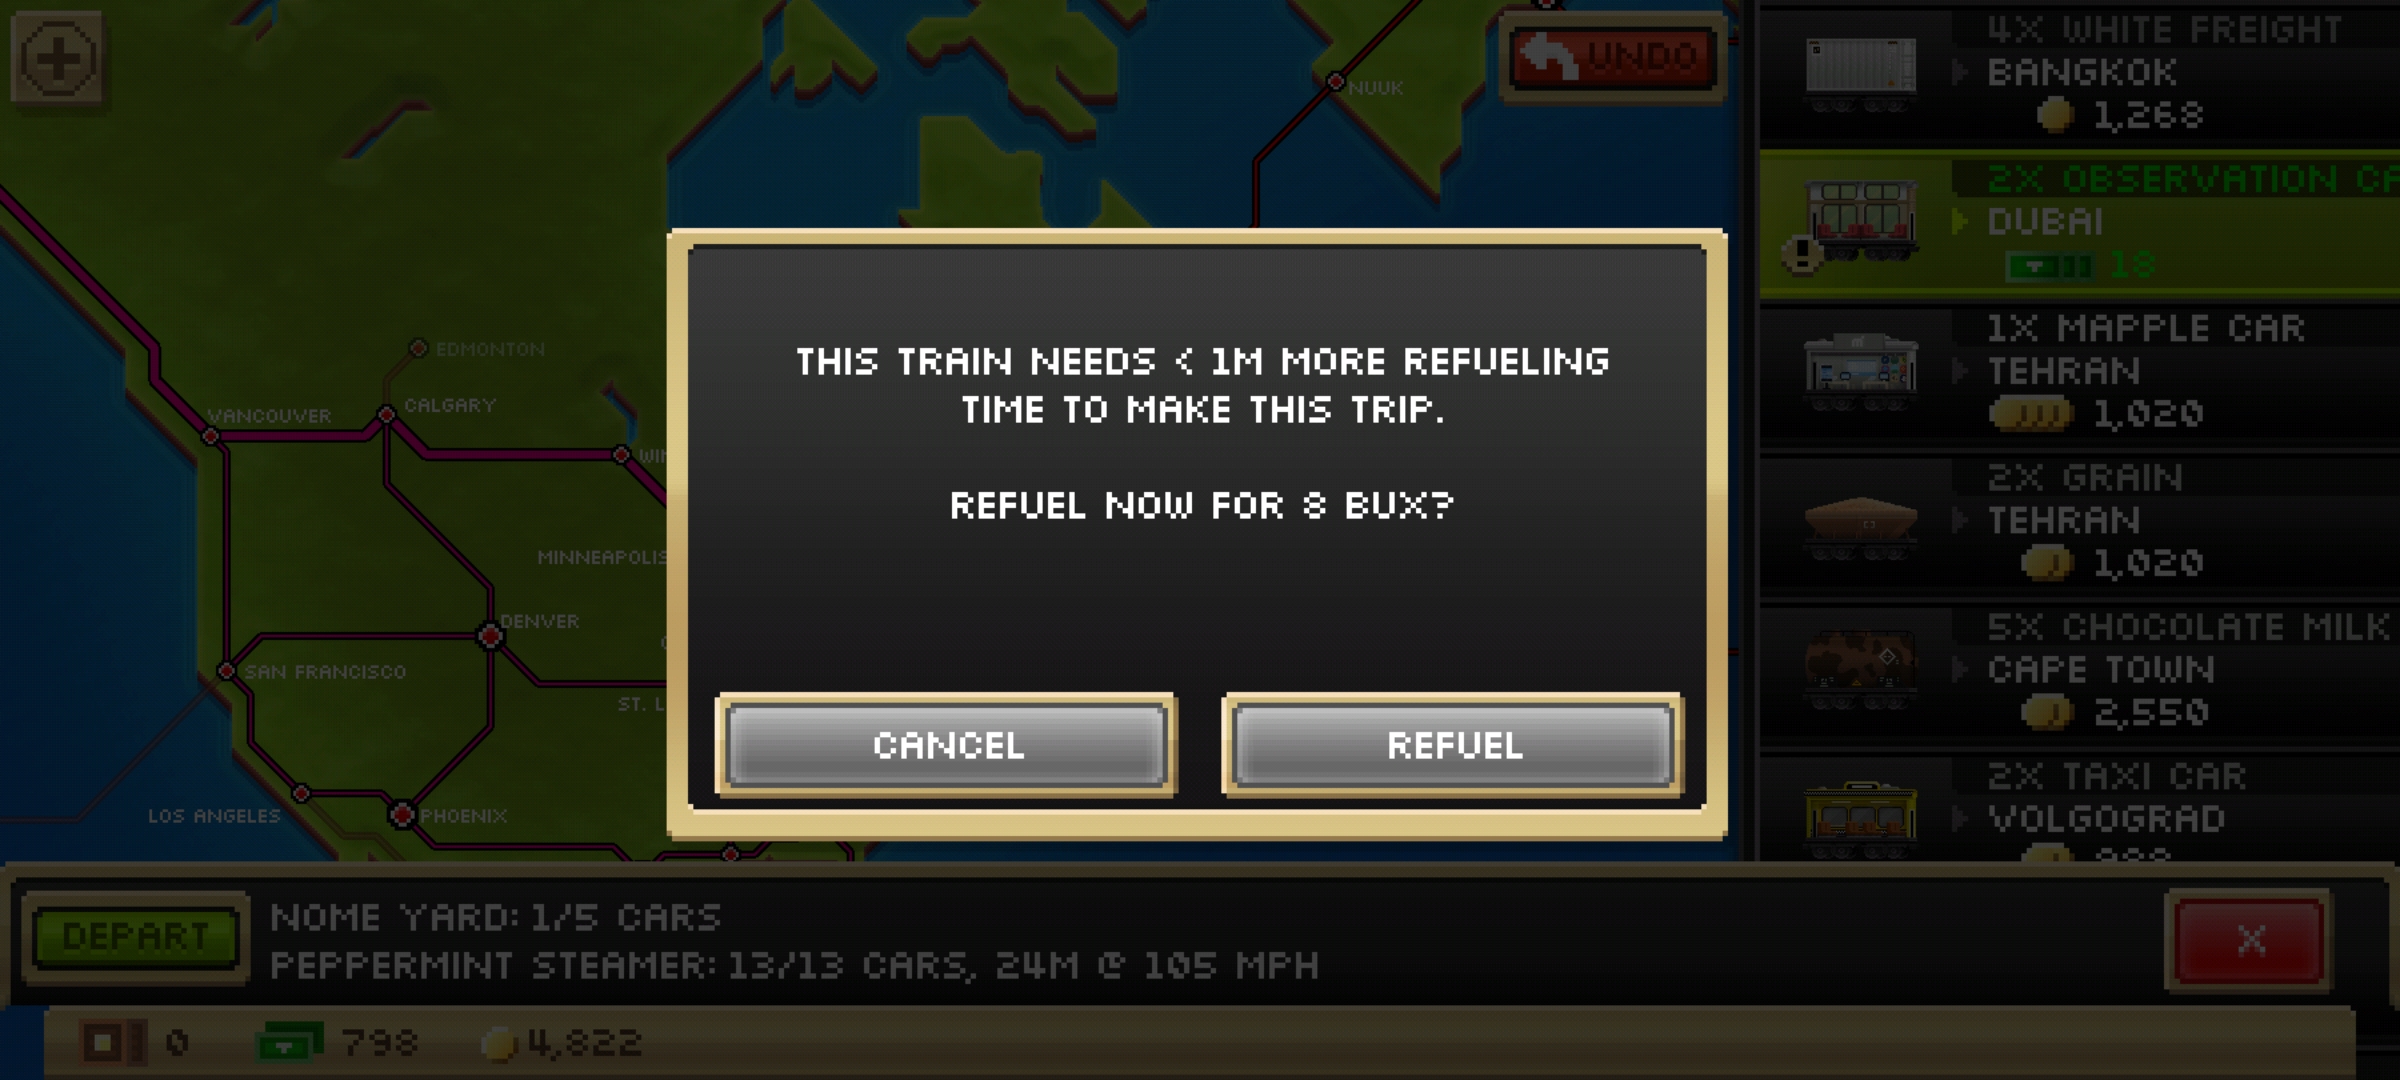 UNDO
NUUK
EDMONTON
CALGARY
VANCOUVER
WIN
MINNEAPOLIS
DENVER
SAN FRANCISCO
ST. L
LOS ANGELES
PHOENIX
THIS TRAIN NEEDS < 1M MORE REFUELING
TIME TO MAKE THIS TRIP.
REFUEL NOW FOR 8 BUX?
CANCEL
REFUEL
4X WHITE FREIGHT
BANGKOK
1,268
2X OBSERVATION CA
DUBAI
18
1X MAPPLE CAR
TEHRAN
1,020
2X GRAIN
TEHRAN
1,020
5X CHOCOLATE MILK
CAPE TOWN
2,550
2X TAXI CAR
VOLGOGRAD
DEPART
NOME YARD: 1/5 CARS
PEPPERMINT STEAMER: 13/13 CARS, 24M @ 105 MPH
X
0
798
4,822